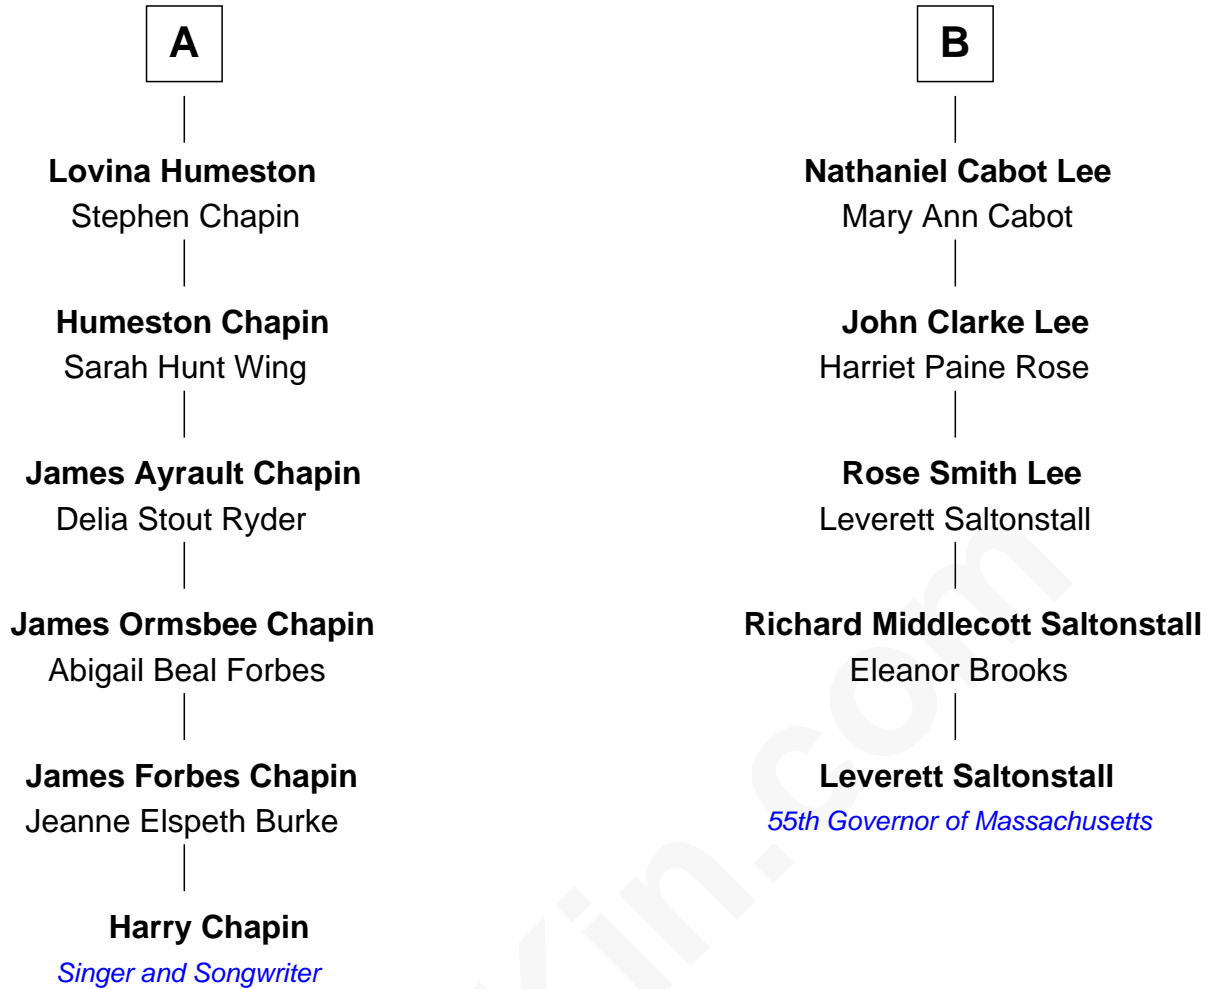 A
Lovina Humeston
Stephen Chapin
Humeston Chapin
Sarah Hunt Wing
James Ayrault Chapin
Delia Stout Ryder
James Ormsbee Chapin
Abigail Beal Forbes
James Forbes Chapin
Jeanne Elspeth Burke
Harry Chapin
Singer and Songwriter
B
Nathaniel Cabot Lee
Mary Ann Cabot
John Clarke Lee
Harriet Paine Rose
Rose Smith Lee
Leverett Saltonstall
Richard Middlecott Saltonstall
Eleanor Brooks
Leverett Saltonstall
55th Governor of Massachusetts
Kin.com